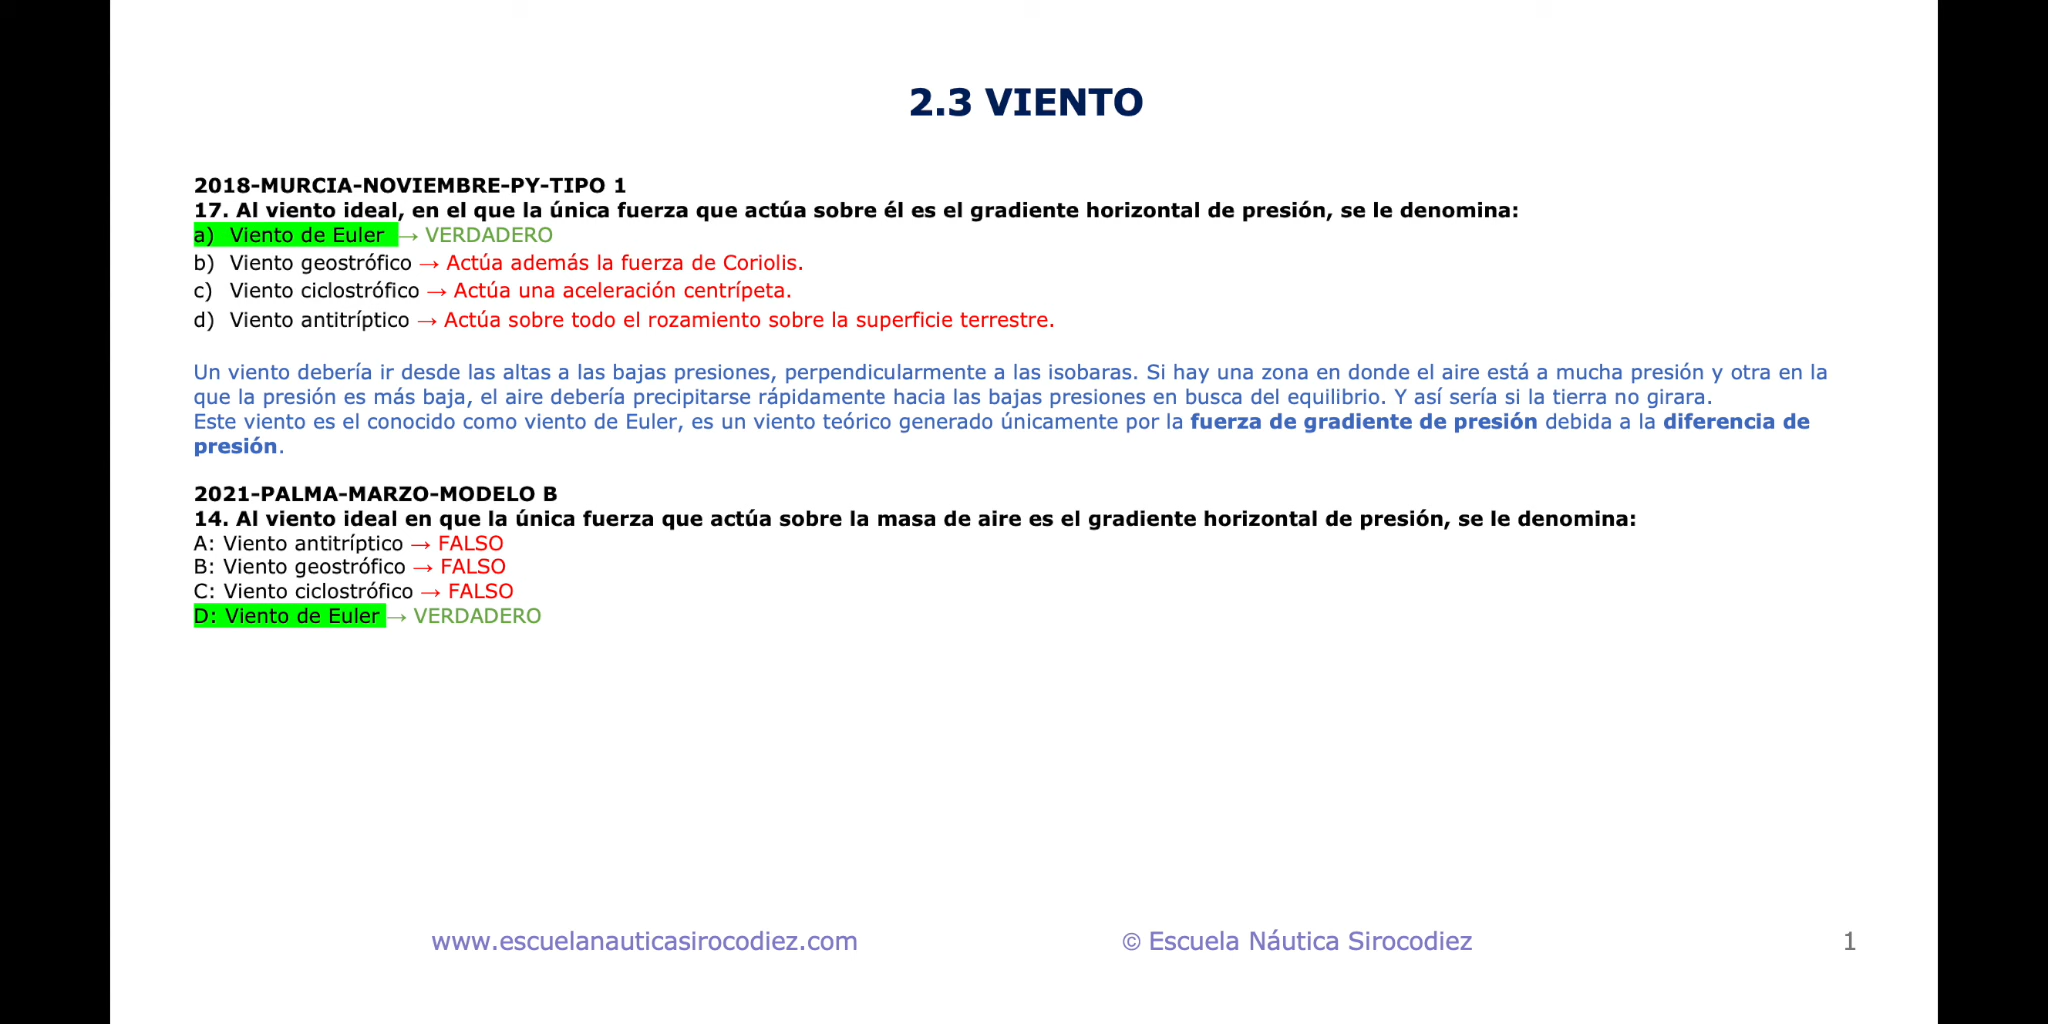 2.3 VIENTO
2018-MURCIA-NOVIEMBRE-PY-TIPO 1
17. Al viento ideal, en el que la única fuerza que actúa sobre él es el gradiente horizontal de presión, se le denomina:
a) Viento de Euler → VERDADERO
b) Viento geostrófico → Actúa además la fuerza de Coriolis.
c) Viento ciclostrófico → Actúa una aceleración centrípeta.
d) Viento antitríptico → Actúa sobre todo el rozamiento sobre la superficie terrestre.
Un viento debería ir desde las altas a las bajas presiones, perpendicularmente a las isobaras. Si hay una zona en donde el aire está a mucha presión y otra en la
que la presión es más baja, el aire debería precipitarse rápidamente hacia las bajas presiones en busca del equilibrio. Y así sería si la tierra no girara.
Este viento es el conocido como viento de Euler, es un viento teórico generado únicamente por la fuerza de gradiente de presión debida a la diferencia de
presión.
2021-PALMA-MARZO-MODELO B
14. Al viento ideal en que la única fuerza que actúa sobre la masa de aire es el gradiente horizontal de presión, se le denomina:
A: Viento antitríptico → FALSO
B: Viento geostrófico → FALSO
C: Viento ciclostrófico → FALSO
D: Viento de Euler → VERDADERO
www.escuelanauticasirocodiez.com © Escuela Náutica Sirocodiez 1